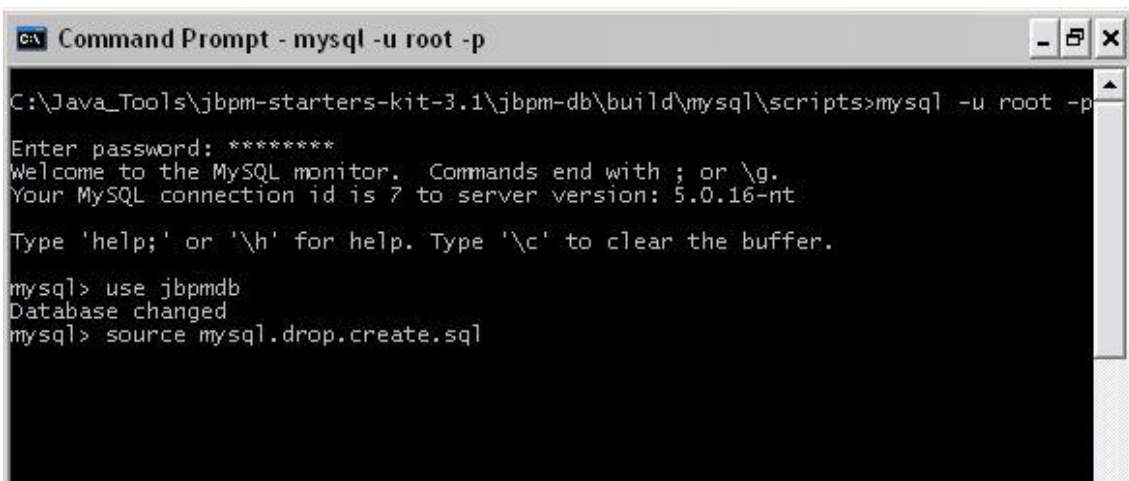 Command Prompt - mysql -u root -p
C:\Java_Tools\jbpm-starters-kit-3.1\jbpm-db\build\mysql\scripts>mysql -u root -p
Enter password: ********
Welcome to the MySQL monitor.  Commands end with ; or \g.
Your MySQL connection id is 7 to server version: 5.0.16-nt
Type 'help;' or '\h' for help. Type '\c' to clear the buffer.
mysql> use jbpmdb
Database changed
mysql> source mysql.drop.create.sql